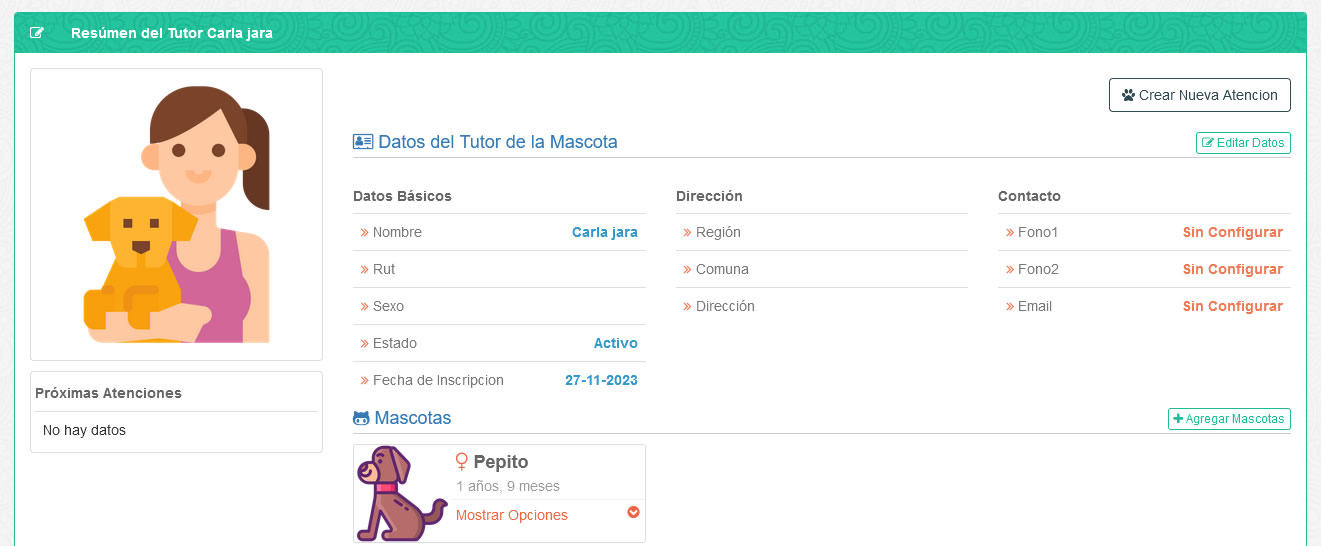 Resúmen del Tutor Carla jara
Crear Nueva Atencion
Datos del Tutor de la Mascota
Editar Datos
Datos Básicos
Nombre Carla jara
Rut
Sexo
Estado Activo
Fecha de Inscripcion 27-11-2023
Dirección
Región
Comuna
Dirección
Contacto
Fono1 Sin Configurar
Fono2 Sin Configurar
Email Sin Configurar
Próximas Atenciones
No hay datos
Mascotas
Agregar Mascotas
Pepito
1 años, 9 meses
Mostrar Opciones